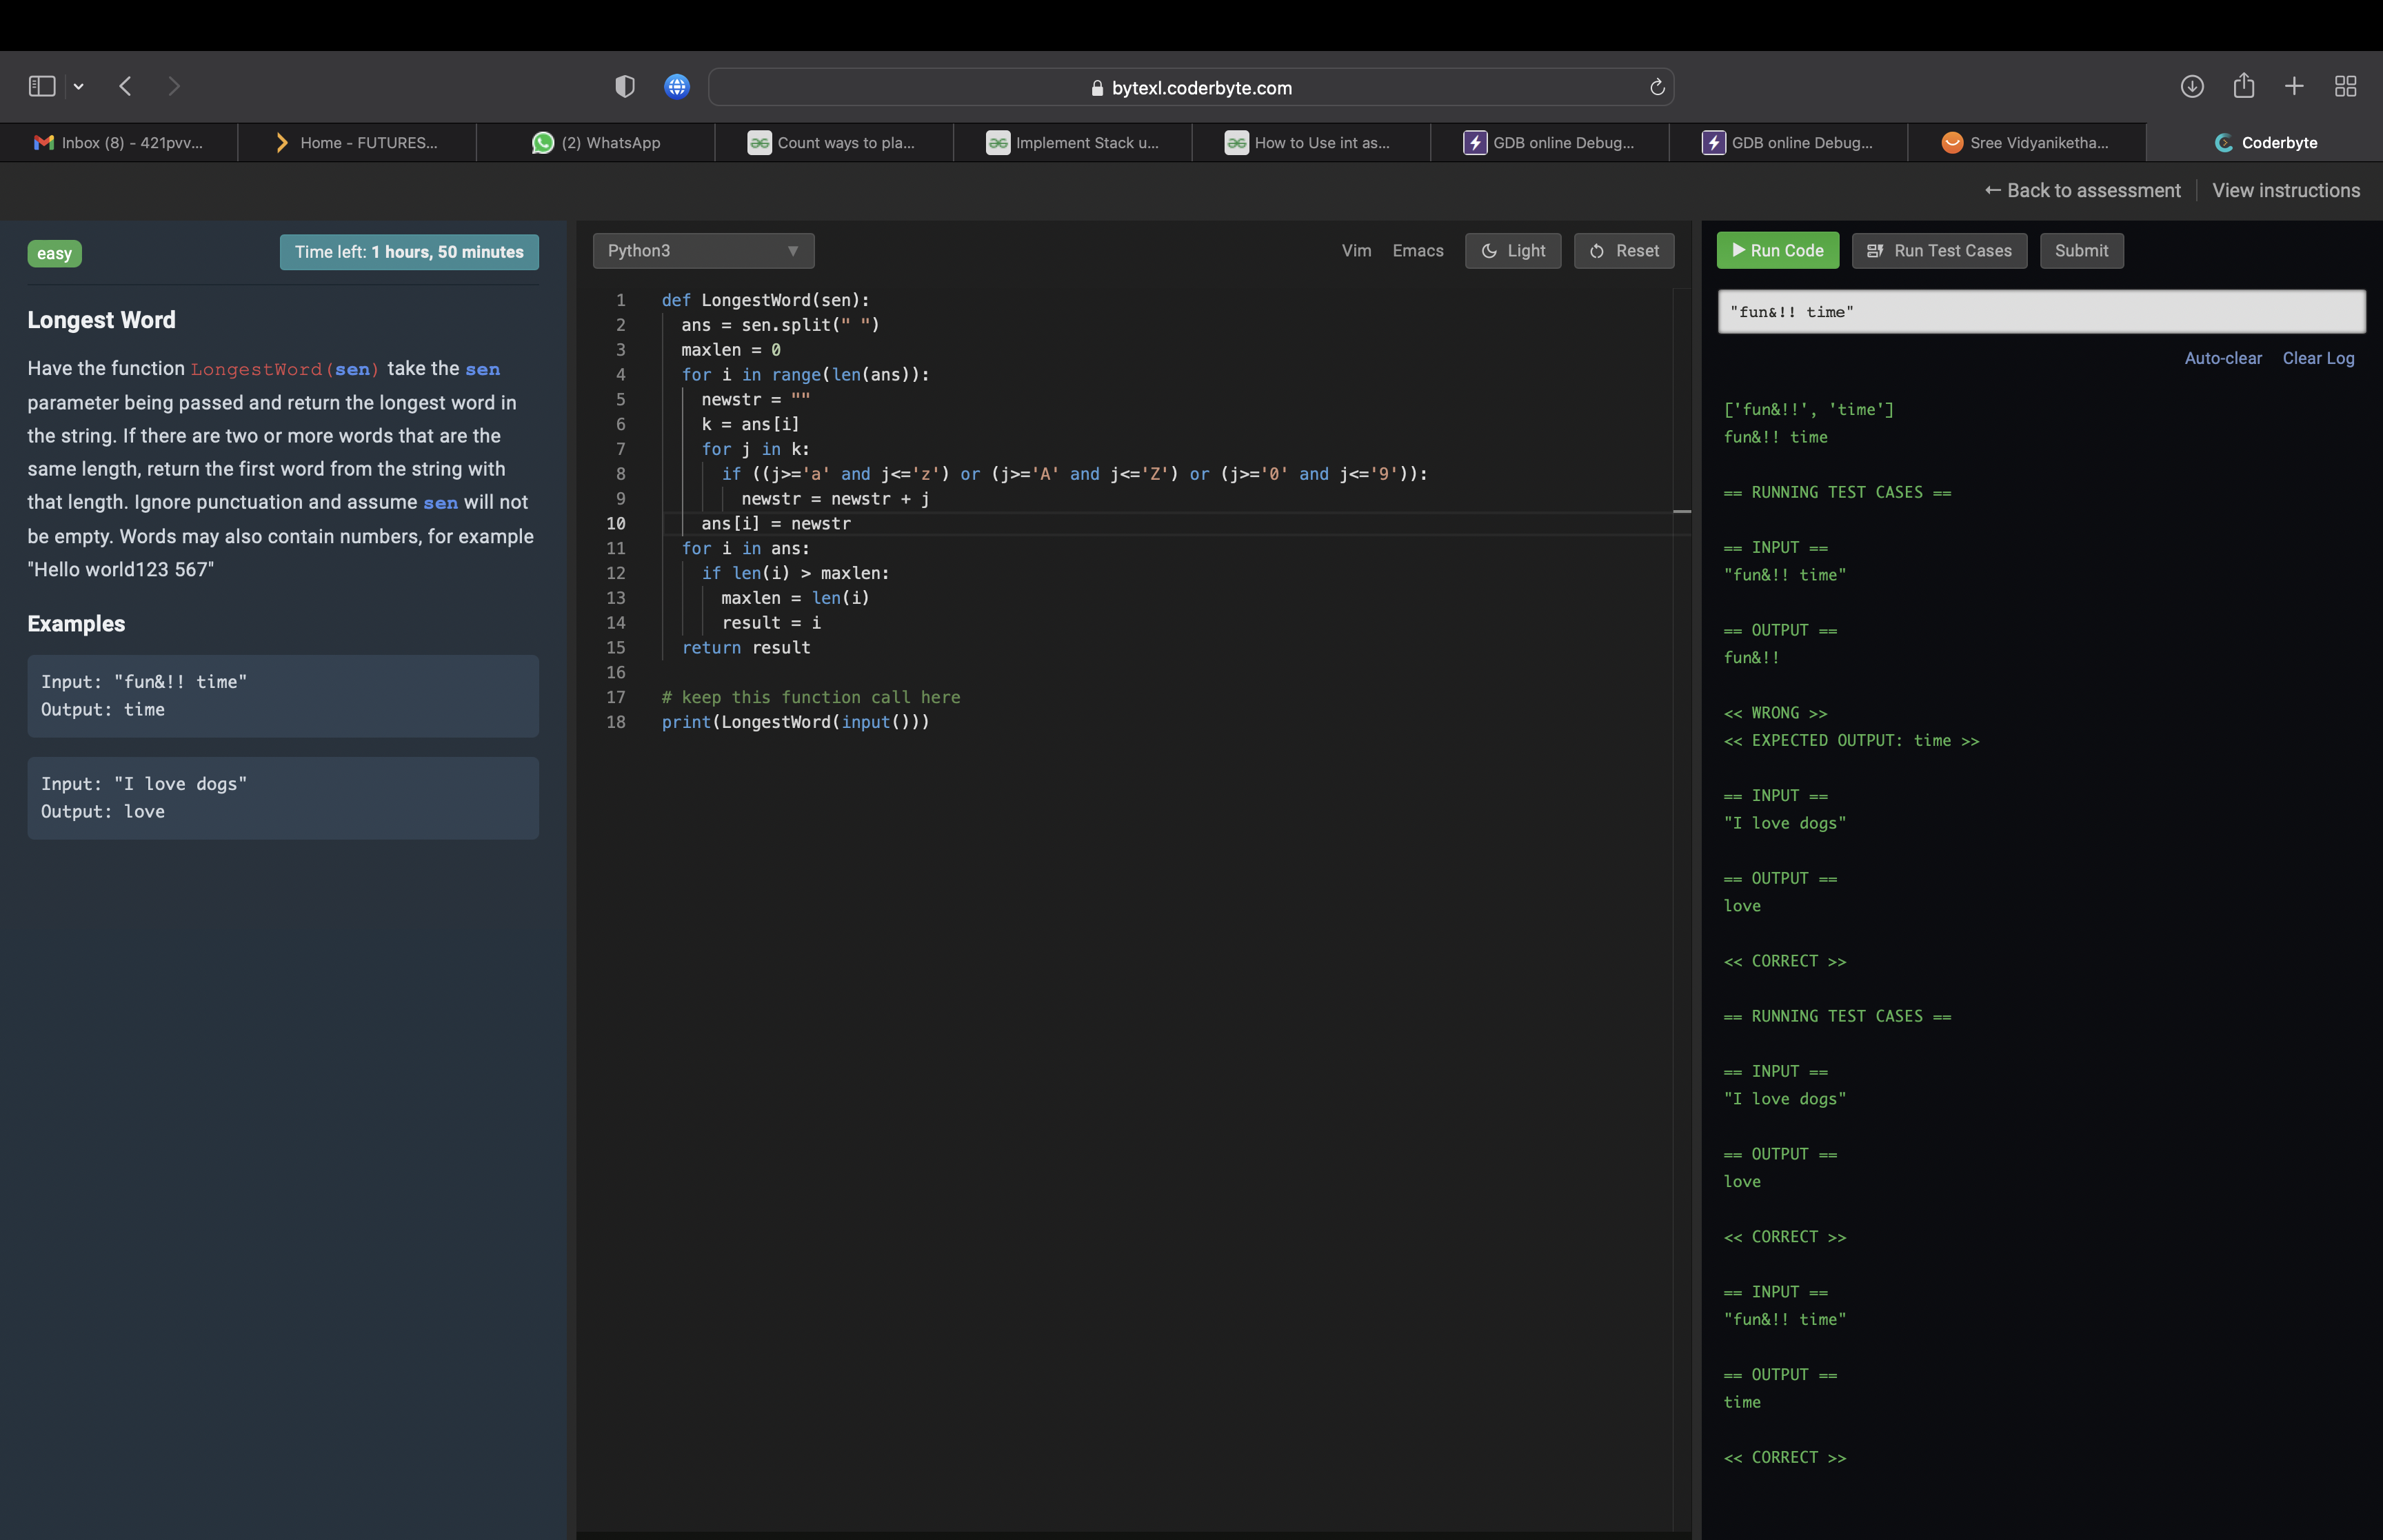 bytexl.coderbyte.com
Inbox (8) - 421pvv...
Home - FUTURES...
(2) WhatsApp
Count ways to pla...
Implement Stack u...
How to Use int as...
GDB online Debug...
GDB online Debug...
Sree Vidyaniketha...
Coderbyte
← Back to assessment
View instructions
easy
Time left: 1 hours, 50 minutes
Longest Word
Have the function LongestWord(sen) take the sen
parameter being passed and return the longest word in
the string. If there are two or more words that are the
same length, return the first word from the string with
that length. Ignore punctuation and assume sen will not
be empty. Words may also contain numbers, for example
"Hello world123 567"
Examples
Input: "fun&!! time"
Output: time
Input: "I love dogs"
Output: love
Python3
Vim
Emacs
Light
Reset
1 def LongestWord(sen):
2 ans = sen.split(" ")
3 maxlen = 0
4 for i in range(len(ans)):
5 newstr = ""
6 k = ans[i]
7 for j in k:
8 if ((j>='a' and j<='z') or (j>='A' and j<='Z') or (j>='0' and j<='9')):
9 newstr = newstr + j
10 ans[i] = newstr
11 for i in ans:
12 if len(i) > maxlen:
13 maxlen = len(i)
14 result = i
15 return result
16
17 # keep this function call here
18 print(LongestWord(input()))
Run Code
Run Test Cases
Submit
"fun&!! time"
Auto-clear
Clear Log
['fun&!!', 'time']
fun&!! time
== RUNNING TEST CASES ==
== INPUT ==
"fun&!! time"
== OUTPUT ==
fun&!!
<< WRONG >>
<< EXPECTED OUTPUT: time >>
== INPUT ==
"I love dogs"
== OUTPUT ==
love
<< CORRECT >>
== RUNNING TEST CASES ==
== INPUT ==
"I love dogs"
== OUTPUT ==
love
<< CORRECT >>
== INPUT ==
"fun&!! time"
== OUTPUT ==
time
<< CORRECT >>